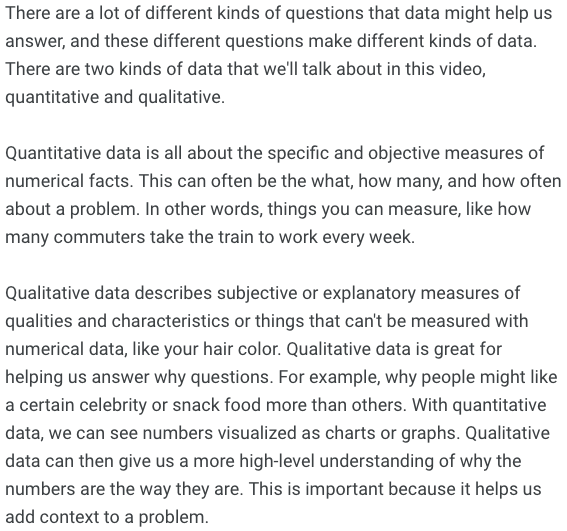 There are a lot of different kinds of questions that data might help us
answer, and these different questions make different kinds of data.
There are two kinds of data that we'll talk about in this video,
quantitative and qualitative.
Quantitative data is all about the specific and objective measures of
numerical facts. This can often be the what, how many, and how often
about a problem. In other words, things you can measure, like how
many commuters take the train to work every week.
Qualitative data describes subjective or explanatory measures of
qualities and characteristics or things that can't be measured with
numerical data, like your hair color. Qualitative data is great for
helping us answer why questions. For example, why people might like
a certain celebrity or snack food more than others. With quantitative
data, we can see numbers visualized as charts or graphs. Qualitative
data can then give us a more high-level understanding of why the
numbers are the way they are. This is important because it helps us
add context to a problem.